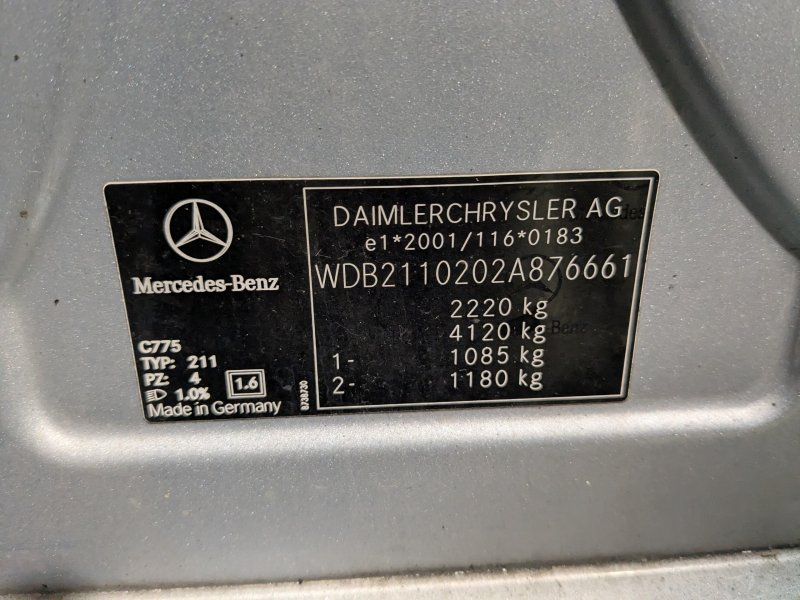 Mercedes-Benz
C775
TYP: 211
PZ: 4
1.0%
1.6
Made in Germany
8738730
DAIMLERCHRYSLER AG
e1*2001/116*0183
WDB2110202A876661
2220 kg
4120 kg
1- 1085 kg
2- 1180 kg